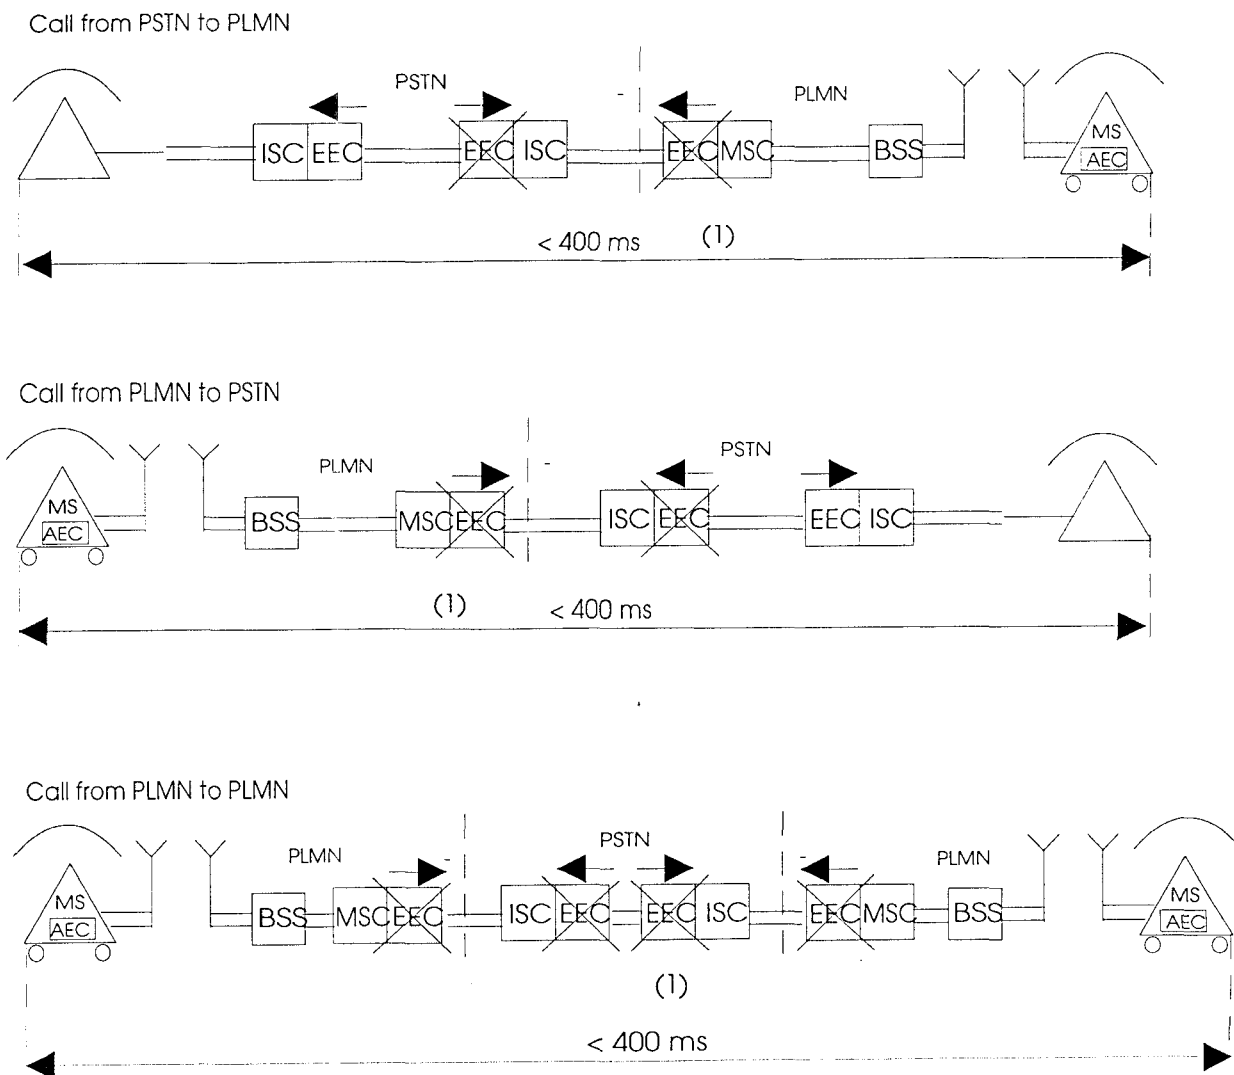 Call from PSTN to PLMN
PSTN
PLMN
ISC EEC EEC ISC EEC MSC BSS MS
AEC
< 400 ms (1)
Call from PLMN to PSTN
PLMN PSTN
MS
AEC BSS MSC EEC ISC EEC EEC ISC
(1) < 400 ms
Call from PLMN to PLMN
PLMN PSTN PLMN
MS MS
AEC BSS MSC EEC ISC EEC EEC ISC EEC MSC BSS AEC
(1)
< 400 ms